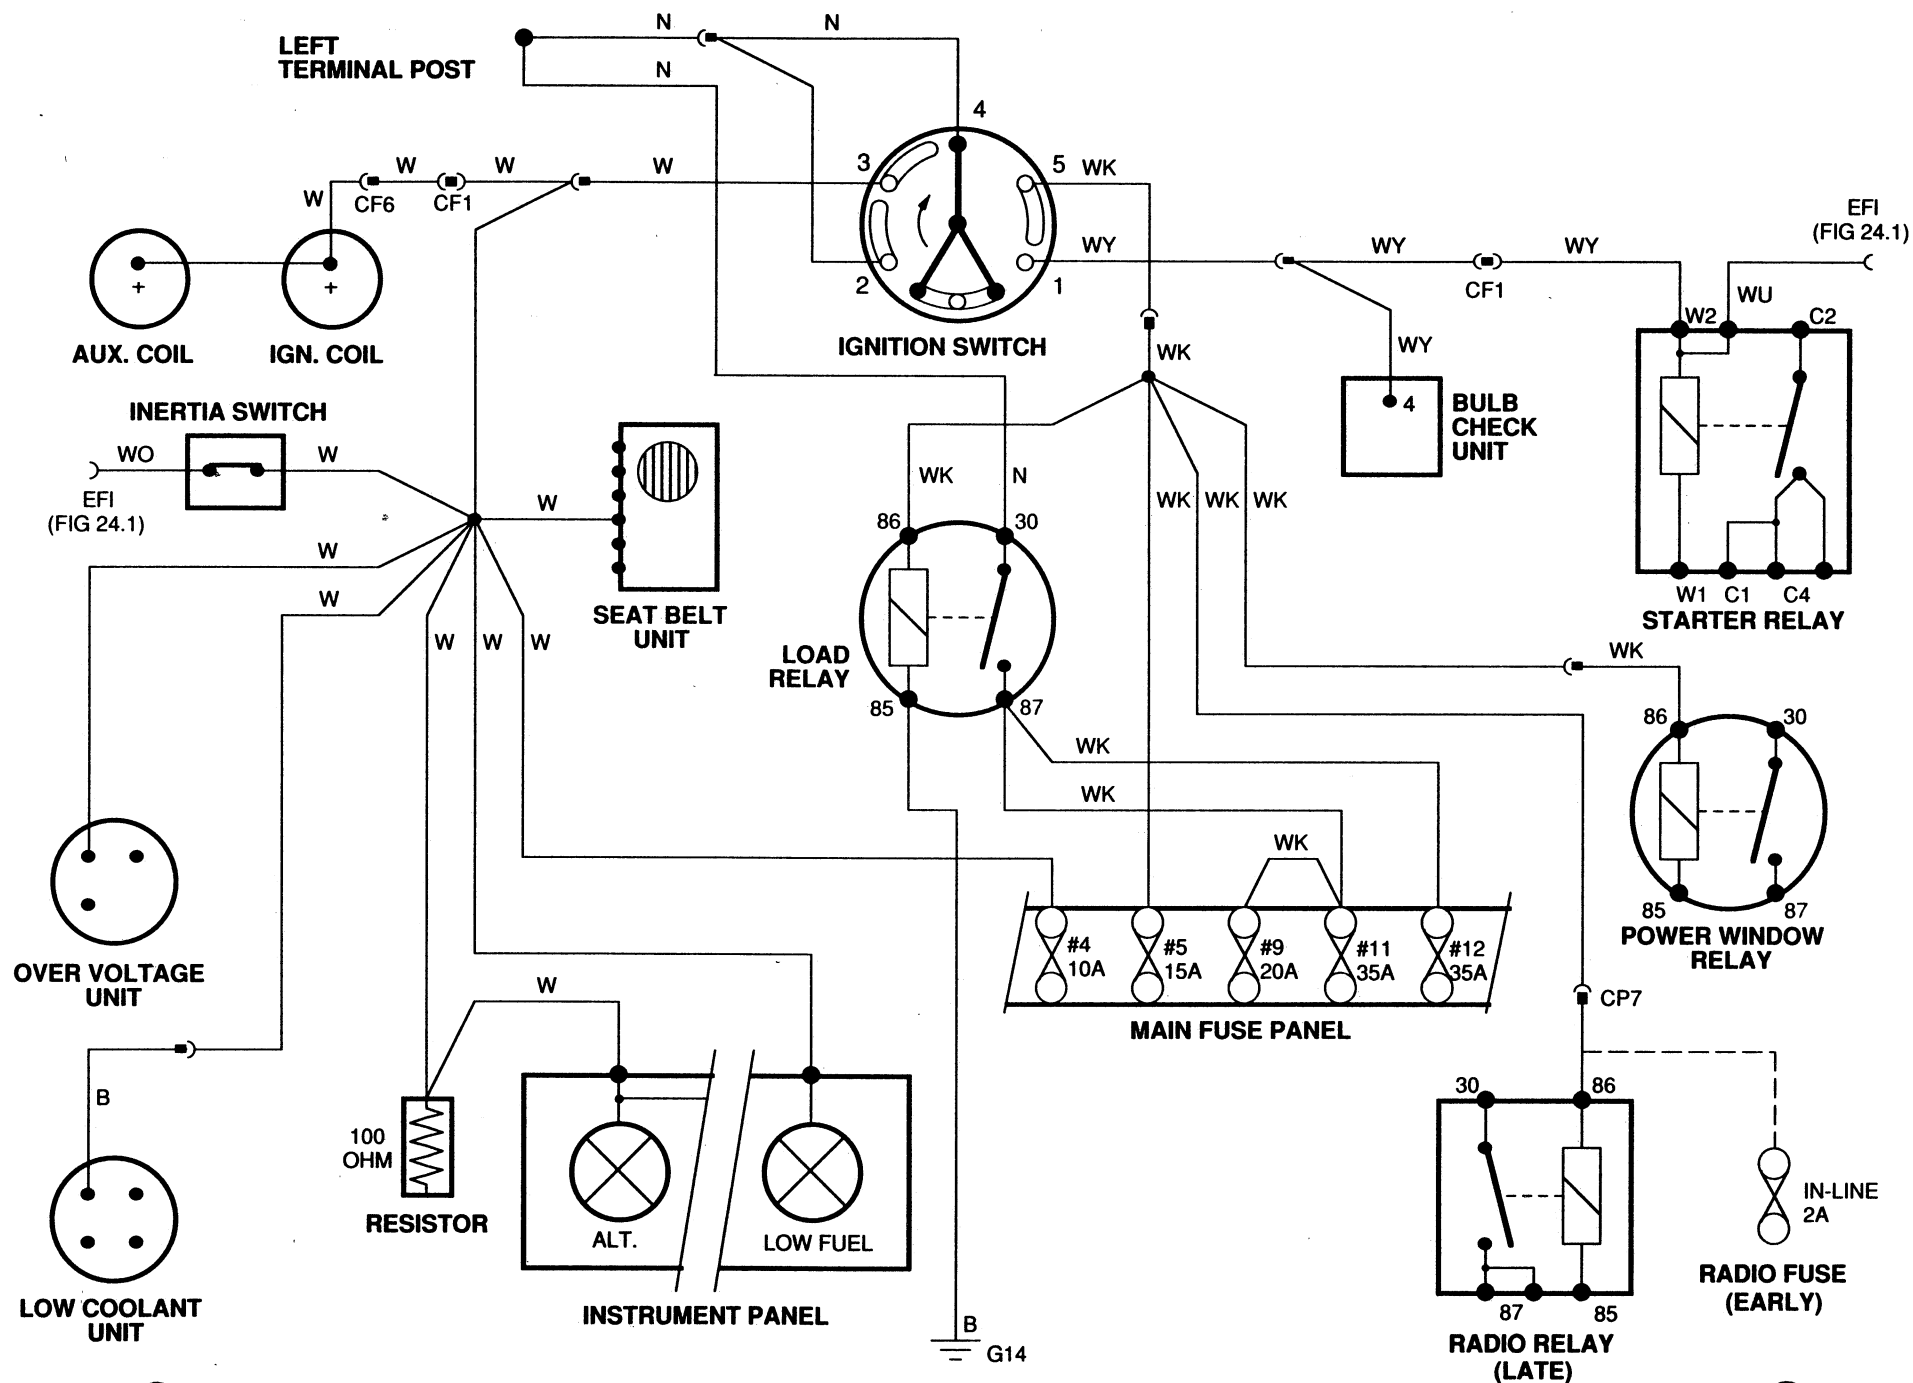 N
N
LEFT
TERMINAL POST
N
4
3
5
WK
W
W
W
W
CF6
CF1
EFI
(FIG 24.1)
WY
WY
WY
2
1
CF1
WU
W2
C2
+
+
AUX. COIL
IGN. COIL
IGNITION SWITCH
WK
WY
4
BULB
CHECK
UNIT
INERTIA SWITCH
WO
W
EFI
(FIG 24.1)
W
WK
N
WK
WK
WK
86
30
W
W
W1
C1
C4
STARTER RELAY
SEAT BELT
UNIT
W
W
W
LOAD
RELAY
WK
85
87
86
30
WK
WK
WK
85
87
POWER WINDOW
RELAY
OVER VOLTAGE
UNIT
#4
10A
#5
15A
#9
20A
#11
35A
#12
35A
W
CP7
MAIN FUSE PANEL
B
30
86
100
OHM
RESISTOR
ALT.
LOW FUEL
IN-LINE
2A
RADIO FUSE
(EARLY)
LOW COOLANT
UNIT
INSTRUMENT PANEL
B
G14
87
85
RADIO RELAY
(LATE)